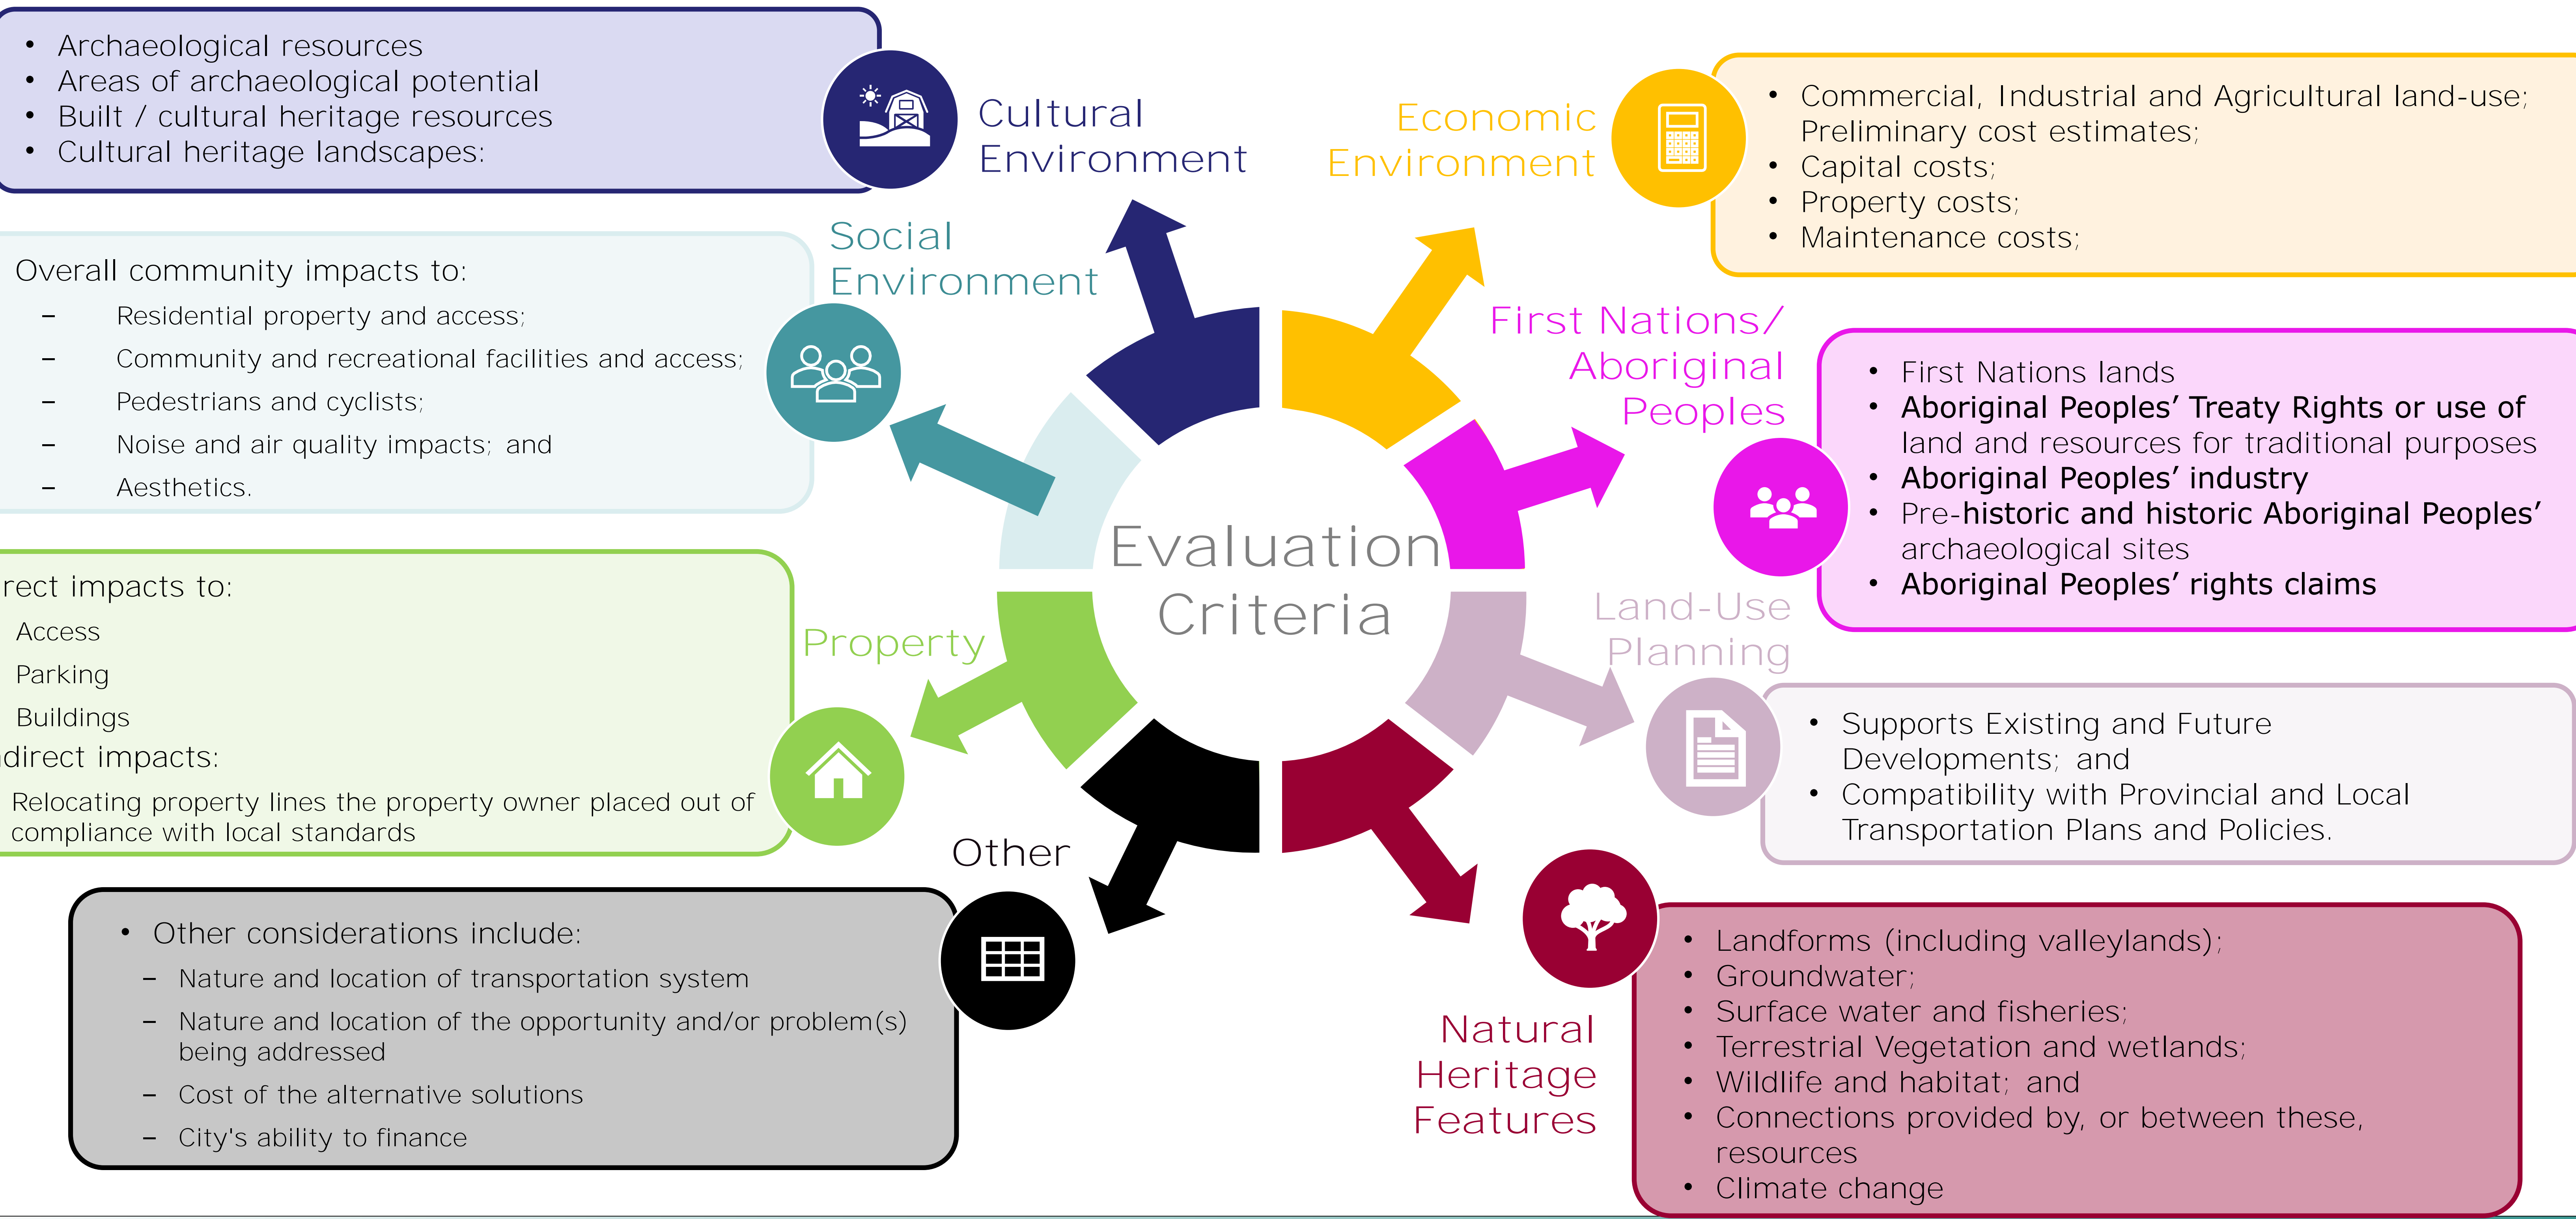 • Archaeological resources
• Areas of archaeological potential
• Built / cultural heritage resources
• Cultural heritage landscapes:
Cultural
Environment
Economic
Environment
• Commercial, Industrial and Agricultural land-use;
Preliminary cost estimates;
• Capital costs;
• Property costs;
• Maintenance costs;
Social
Environment
Overall community impacts to:
– Residential property and access;
– Community and recreational facilities and access;
– Pedestrians and cyclists;
– Noise and air quality impacts; and
– Aesthetics.
First Nations/
Aboriginal
Peoples
• First Nations lands
• Aboriginal Peoples’ Treaty Rights or use of
land and resources for traditional purposes
• Aboriginal Peoples’ industry
• Pre-historic and historic Aboriginal Peoples’
archaeological sites
• Aboriginal Peoples’ rights claims
Evaluation
Criteria
Property
rect impacts to:
Access
Parking
Buildings
direct impacts:
Relocating property lines the property owner placed out of
compliance with local standards
Land-Use
Planning
• Supports Existing and Future
Developments; and
• Compatibility with Provincial and Local
Transportation Plans and Policies.
Other
• Other considerations include:
– Nature and location of transportation system
– Nature and location of the opportunity and/or problem(s)
being addressed
– Cost of the alternative solutions
– City's ability to finance
Natural
Heritage
Features
• Landforms (including valleylands);
• Groundwater;
• Surface water and fisheries;
• Terrestrial Vegetation and wetlands;
• Wildlife and habitat; and
• Connections provided by, or between these,
resources
• Climate change